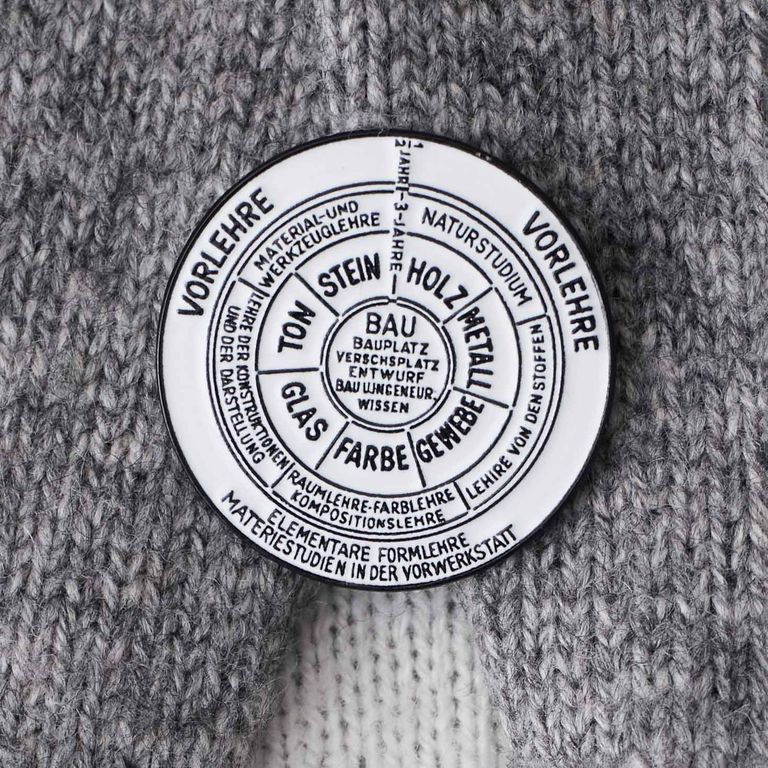 VORLEHRE
VORLEHRE
1
2 JAHR
3-JAHRE
MATERIAL-UND
WERKZEUGLEHRE
NATURSTUDIUM
LEHRE VON DEN STOFFEN
RAUMLEHRE-FARBLEHRE
KOMPOSITIONSLEHRE
LEHRE DER KONSTRUKTIONEN
UND DER DARSTELLUNG
STEIN
HOLZ
METALL
GEWEBE
FARBE
GLAS
TON
BAU
BAUPLATZ
VERSCHSPLATZ
ENTWURF
BAU U.INGENEUR.
WISSEN
ELEMENTARE FORMLEHRE
MATERIESTUDIEN IN DER VORWERKSTATT